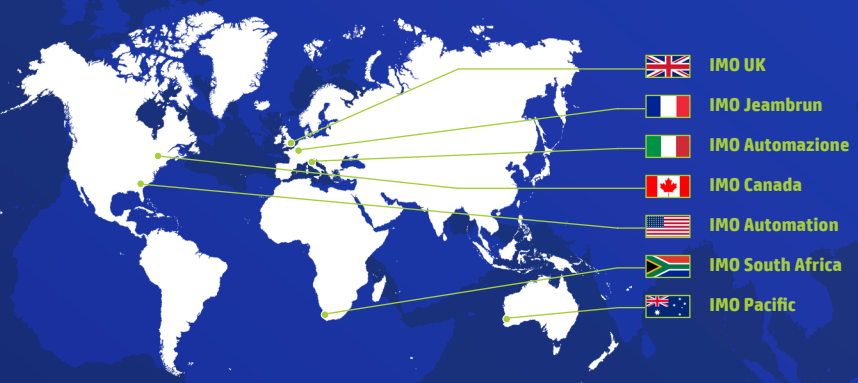 IMO UK
IMO Jeambrun
IMO Automazione
IMO Canada
IMO Automation
IMO South Africa
IMO Pacific